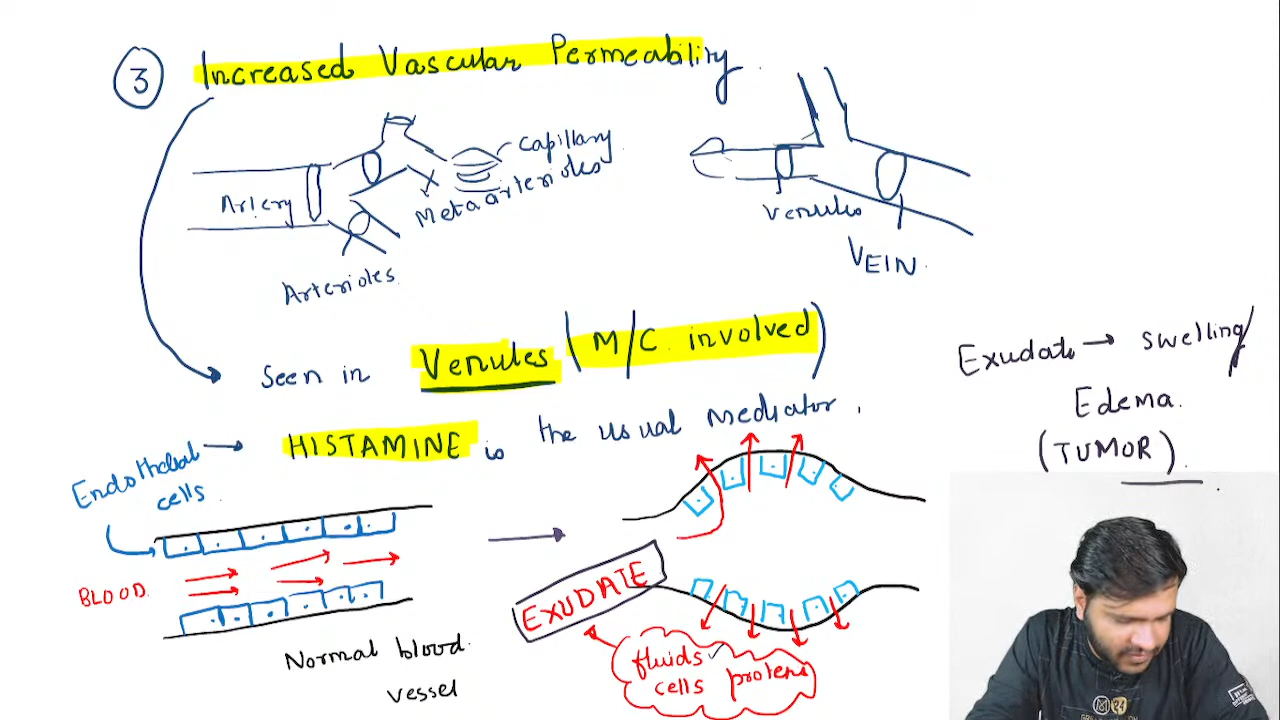 3 Increased Vascular Permeability.
Capillary
Artery
Metaarterioles
Arterioles
Venules
VEIN.
Seen in Venules (M/C. involved)
Exudate → swelling/
Edema.
(TUMOR).
→ HISTAMINE is the usual mediator.
Endothelial
cells.
BLOOD.
EXUDATE
Normal blood
vessel
fluids ✓
cells proteins